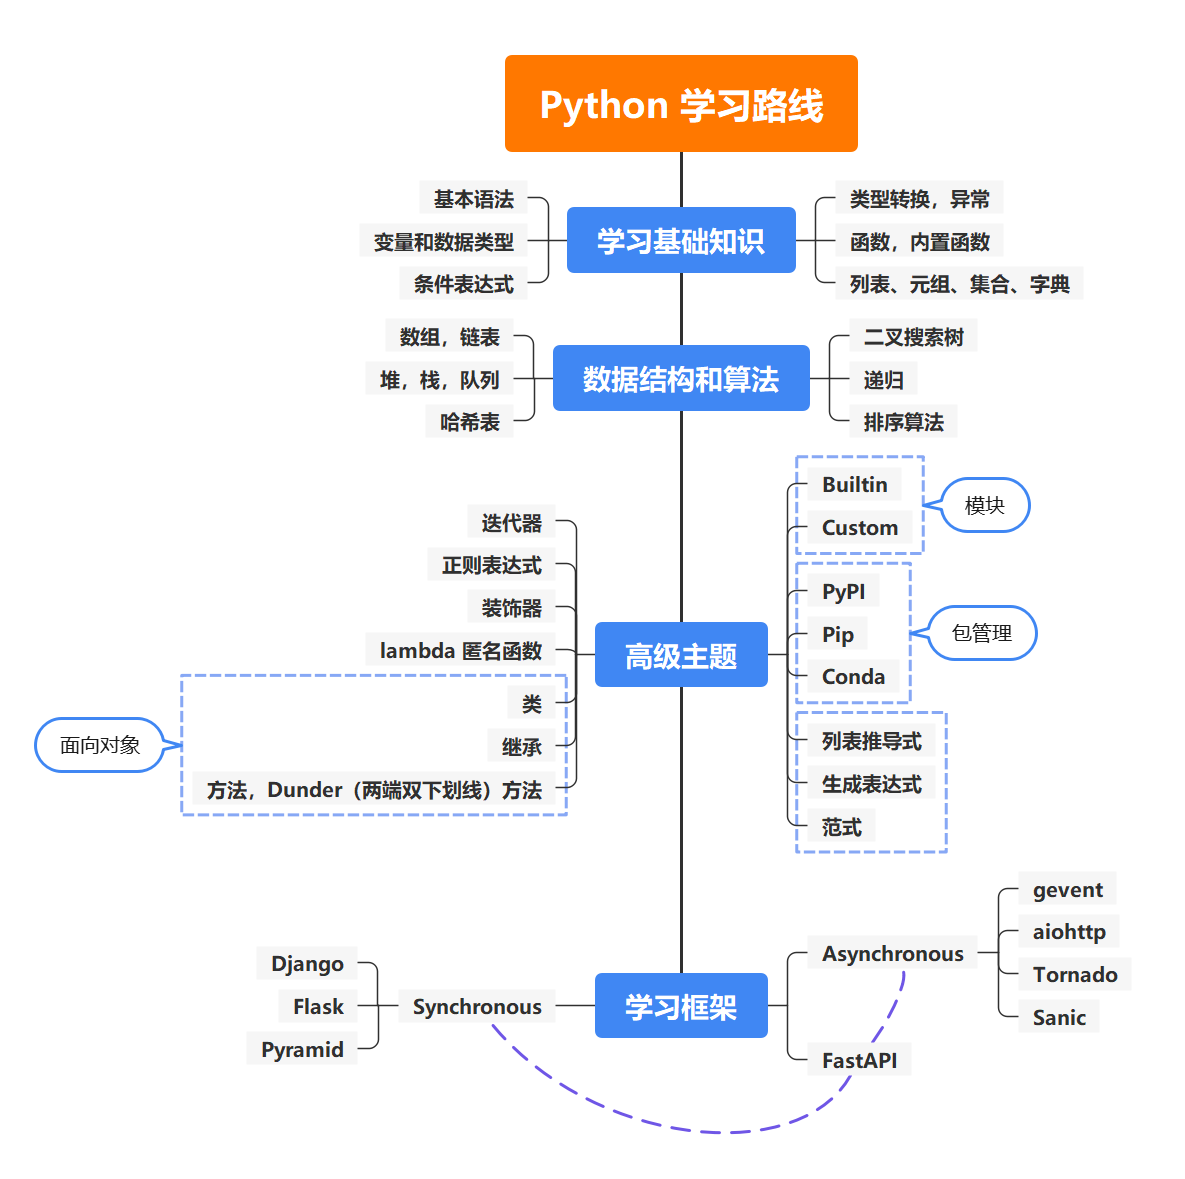 Python 学习路线
学习基础知识
基本语法
变量和数据类型
条件表达式
类型转换，异常
函数，内置函数
列表、元组、集合、字典
数据结构和算法
数组，链表
堆，栈，队列
哈希表
二叉搜索树
递归
排序算法
高级主题
迭代器
正则表达式
装饰器
lambda 匿名函数
类
继承
方法，Dunder（两端双下划线）方法
面向对象
Builtin
Custom
模块
PyPI
Pip
Conda
包管理
列表推导式
生成表达式
范式
学习框架
Synchronous
Django
Flask
Pyramid
Asynchronous
gevent
aiohttp
Tornado
Sanic
FastAPI